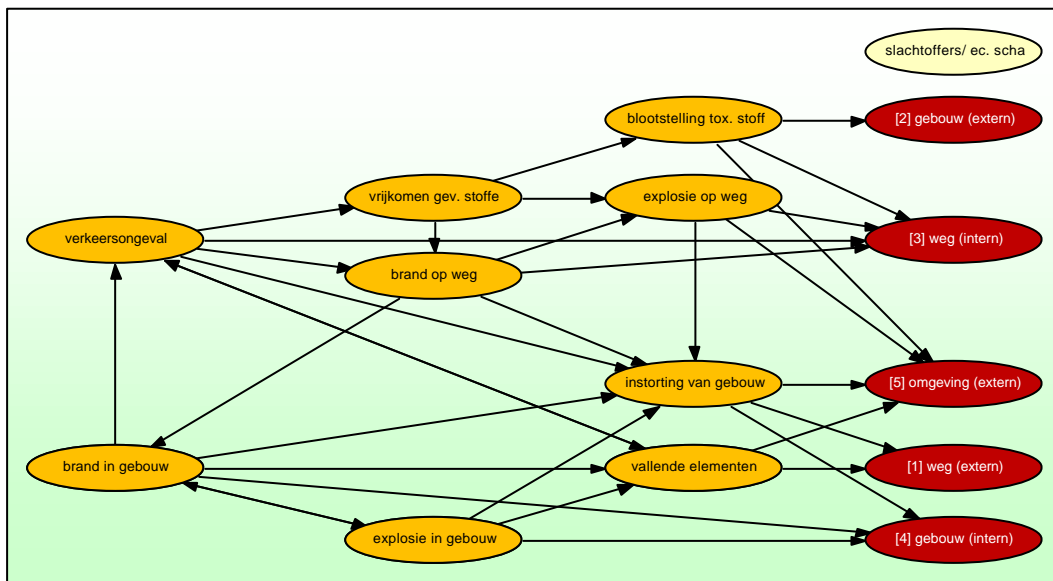 slachtoffers/ ec. scha
blootstelling tox. stoff
[2] gebouw (extern)
vrijkomen gev. stoffe
explosie op weg
verkeersongeval
[3] weg (intern)
brand op weg
instorting van gebouw
[5] omgeving (extern)
brand in gebouw
vallende elementen
[1] weg (extern)
explosie in gebouw
[4] gebouw (intern)